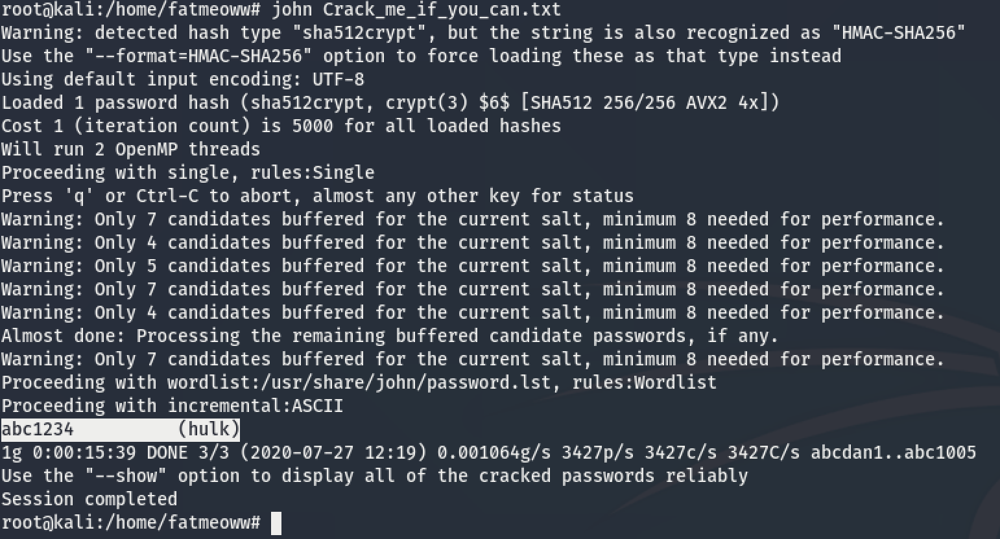 root@kali:/home/fatmeoww# john Crack_me_if_you_can.txt
Warning: detected hash type "sha512crypt", but the string is also recognized as "HMAC-SHA256"
Use the "--format=HMAC-SHA256" option to force loading these as that type instead
Using default input encoding: UTF-8
Loaded 1 password hash (sha512crypt, crypt(3) $6$ [SHA512 256/256 AVX2 4x])
Cost 1 (iteration count) is 5000 for all loaded hashes
Will run 2 OpenMP threads
Proceeding with single, rules:Single
Press 'q' or Ctrl-C to abort, almost any other key for status
Warning: Only 7 candidates buffered for the current salt, minimum 8 needed for performance.
Warning: Only 4 candidates buffered for the current salt, minimum 8 needed for performance.
Warning: Only 5 candidates buffered for the current salt, minimum 8 needed for performance.
Warning: Only 7 candidates buffered for the current salt, minimum 8 needed for performance.
Warning: Only 4 candidates buffered for the current salt, minimum 8 needed for performance.
Almost done: Processing the remaining buffered candidate passwords, if any.
Warning: Only 7 candidates buffered for the current salt, minimum 8 needed for performance.
Proceeding with wordlist:/usr/share/john/password.lst, rules:Wordlist
Proceeding with incremental:ASCII
abc1234          (hulk)
1g 0:00:15:39 DONE 3/3 (2020-07-27 12:19) 0.001064g/s 3427p/s 3427c/s 3427C/s abcdan1..abc1005
Use the "--show" option to display all of the cracked passwords reliably
Session completed
root@kali:/home/fatmeoww#